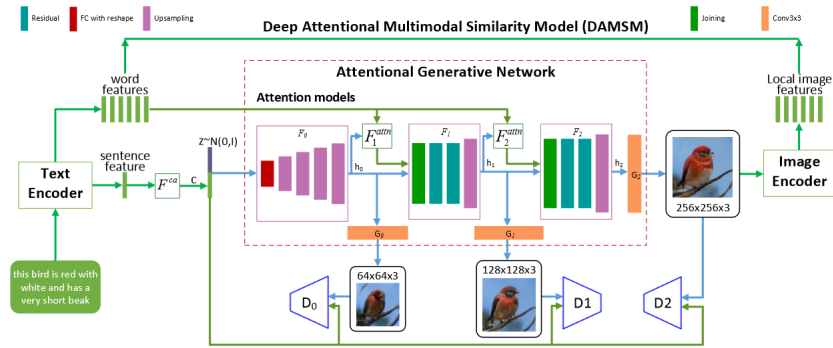 Residual
FC with reshape
Upsampling
Deep Attentional Multimodal Similarity Model (DAMSM)
Joining
Conv3x3
word
features
Attentional Generative Network
Local image
features
Attention models
Z~N(0,I)
F₀
F₁ᵃᵗᵗⁿ
F₁
F₂ᵃᵗᵗⁿ
F₂
sentence
feature
Text
Encoder
Fᶜᵃ
C
h₀
h₁
h₂
G₂
256x256x3
Image
Encoder
G₀
G₁
this bird is red with
white and has a
very short beak
64x64x3
128x128x3
D₀
D1
D2